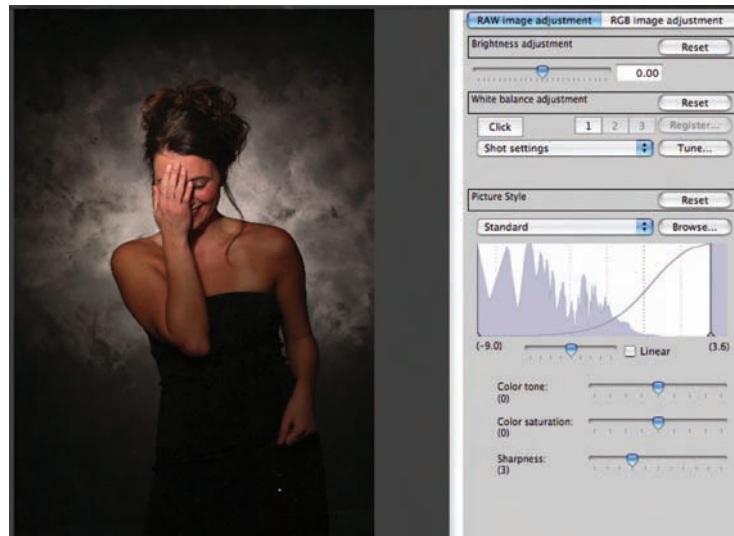 RAW image adjustment RGB image adjustment
Brightness adjustment Reset
0.00
White balance adjustment Reset
Click 1 2 3 Register...
Shot settings Tune...
Picture Style Reset
Standard Browse...
(-9.0) Linear (3.6)
Color tone:
(0)
Color saturation:
(0)
Sharpness:
(3)